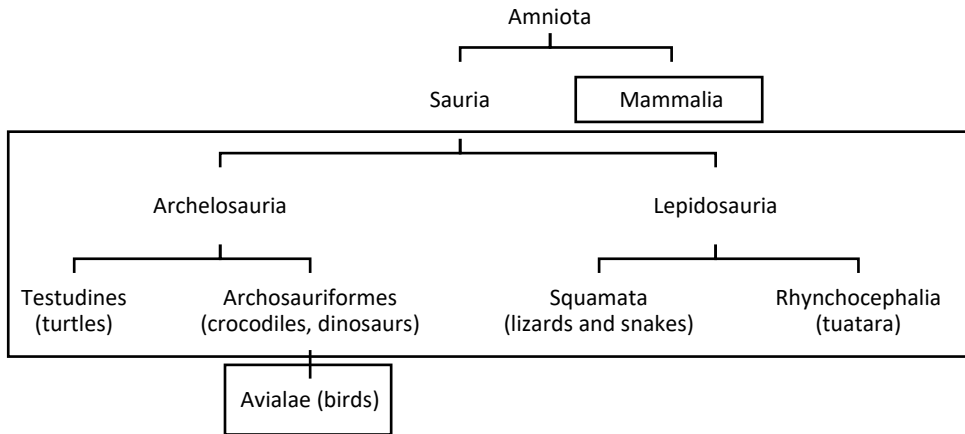 Amniota
Sauria
Mammalia
Archelosauria
Lepidosauria
Testudines
(turtles)
Archosauriformes
(crocodiles, dinosaurs)
Squamata
(lizards and snakes)
Rhynchocephalia
(tuatara)
Avialae (birds)